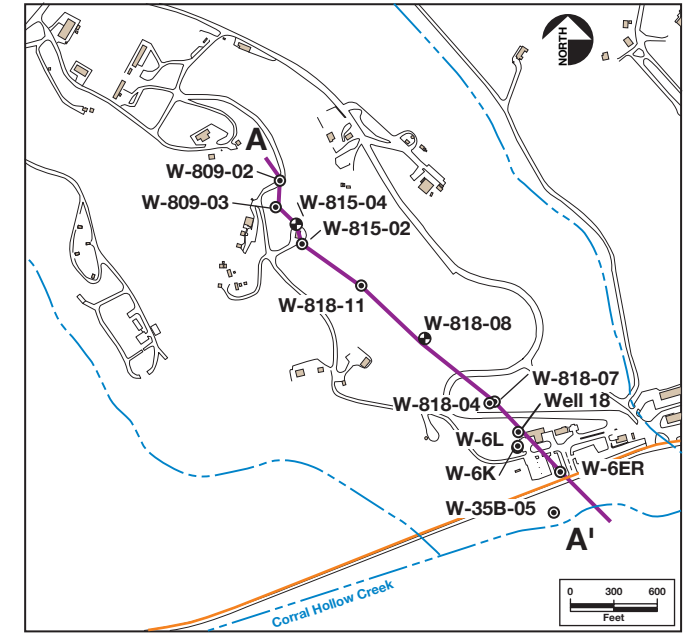 NORTH
A
W-809-02
W-809-03
W-815-04
W-815-02
W-818-11
W-818-08
W-818-07
W-818-04
Well 18
W-6L
W-6K
W-6ER
W-35B-05
A'
Corral Hollow Creek
0 300 600
Feet